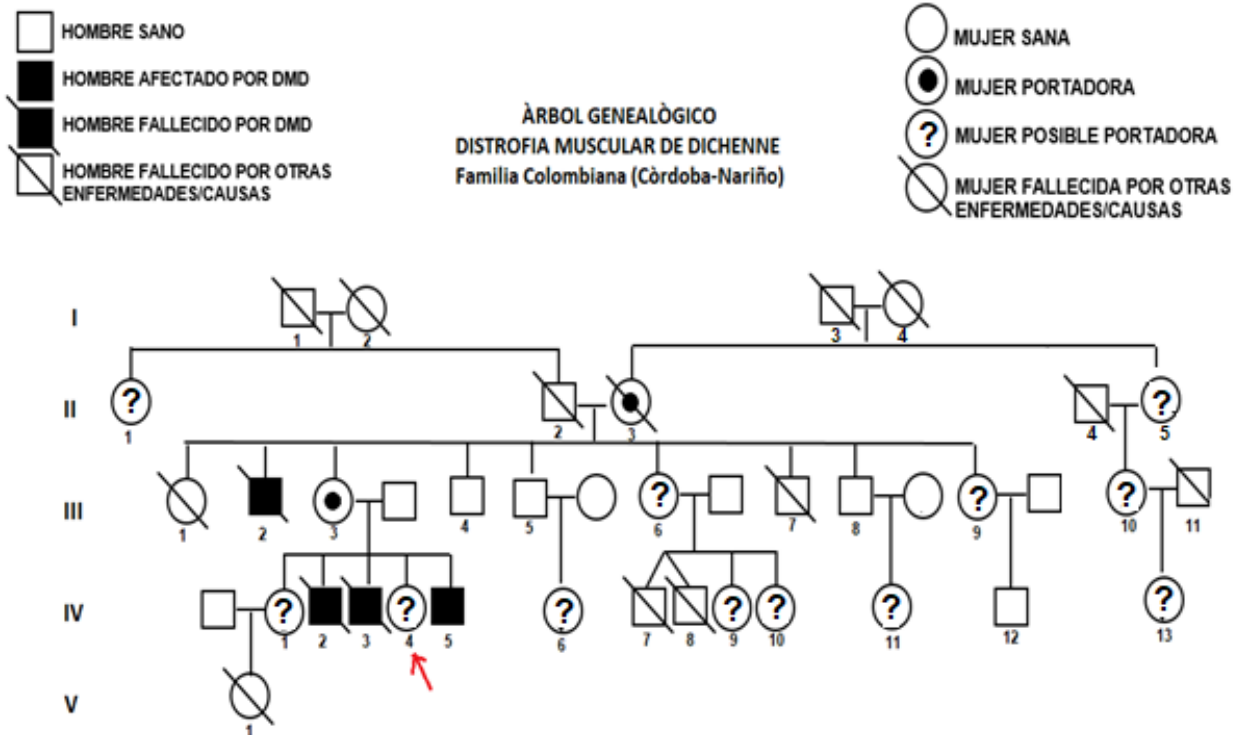 HOMBRE SANO
HOMBRE AFECTADO POR DMD
HOMBRE FALLECIDO POR DMD
HOMBRE FALLECIDO POR OTRAS
ENFERMEDADES/CAUSAS
ÀRBOL GENEALÒGICO
DISTROFIA MUSCULAR DE DICHENNE
Familia Colombiana (Còrdoba-Nariño)
MUJER SANA
MUJER PORTADORA
? MUJER POSIBLE PORTADORA
MUJER FALLECIDA POR OTRAS
ENFERMEDADES/CAUSAS
I
1 2 3 4
II
? ?
1 2 3 4 5
III
? ? ?
1 2 3 4 5 6 7 8 9 10 11
IV
? ? ? ? ? ? ?
1 2 3 4 5 6 7 8 9 10 11 12 13
V
1